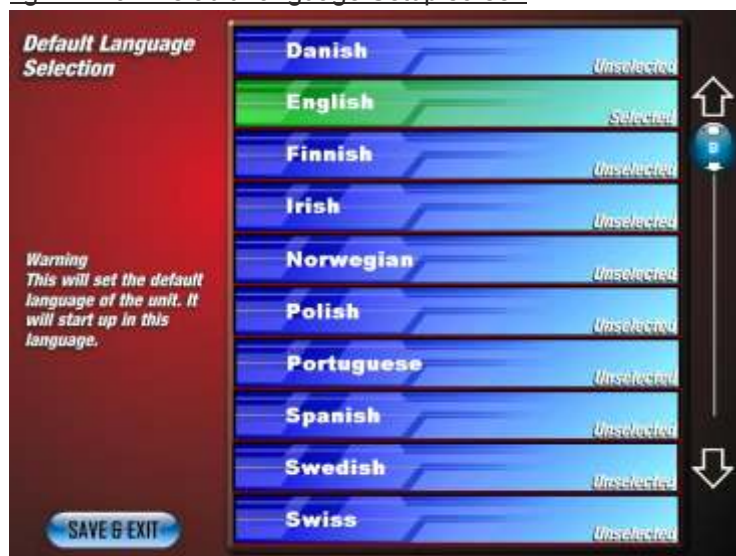 Default Language
Selection
Danish
Unselected
English
Selected
Finnish
Unselected
Irish
Unselected
Norwegian
Unselected
Polish
Unselected
Portuguese
Unselected
Spanish
Unselected
Swedish
Unselected
Swiss
Unselected
Warning
This will set the default
language of the unit. It
will start up in this
language.
SAVE & EXIT